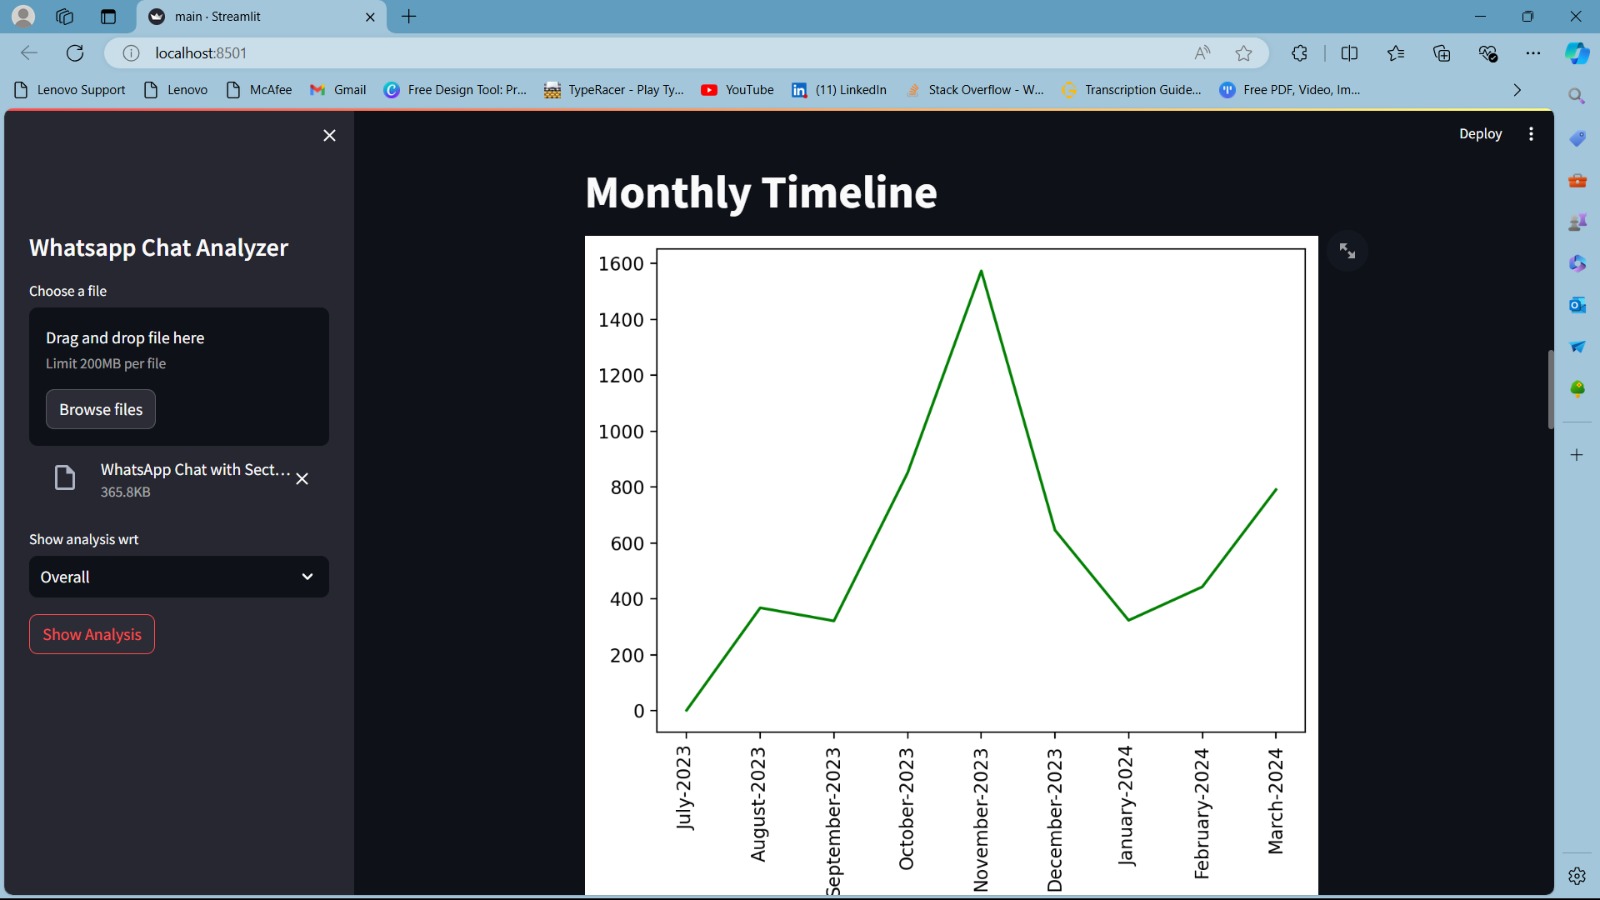 main · Streamlit
localhost:8501
Lenovo Support
Lenovo
McAfee
Gmail
Free Design Tool: Pr...
TypeRacer - Play Ty...
YouTube
(11) LinkedIn
Stack Overflow - W...
Transcription Guide...
Free PDF, Video, Im...
Deploy
Whatsapp Chat Analyzer
Choose a file
Drag and drop file here
Limit 200MB per file
Browse files
WhatsApp Chat with Sect...
365.8KB
Show analysis wrt
Overall
Show Analysis
Monthly Timeline
1600
1400
1200
1000
800
600
400
200
0
July-2023
August-2023
September-2023
October-2023
November-2023
December-2023
January-2024
February-2024
March-2024